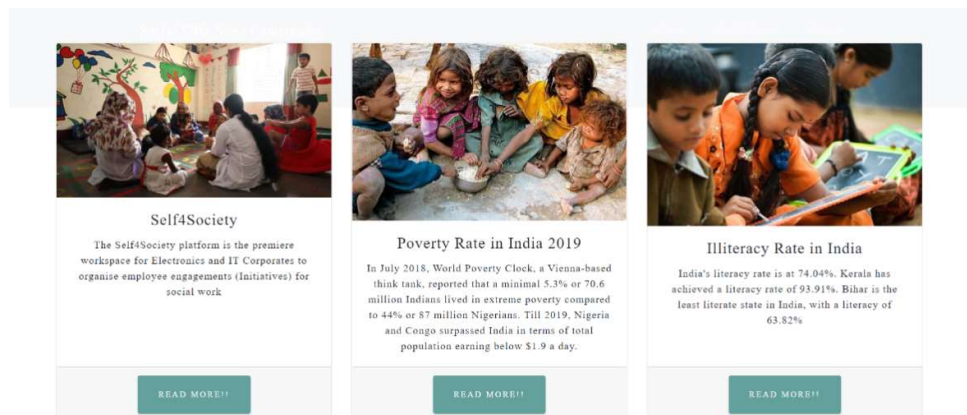 Self4Society
The Self4Society platform is the premiere
workspace for Electronics and IT Corporates to
organise employee engagements (Initiatives) for
social work
READ MORE!!
Poverty Rate in India 2019
In July 2018, World Poverty Clock, a Vienna-based
think tank, reported that a minimal 5.3% or 70.6
million Indians lived in extreme poverty compared
to 44% or 87 million Nigerians. Till 2019, Nigeria
and Congo surpassed India in terms of total
population earning below $1.9 a day.
READ MORE!!
Illiteracy Rate in India
India's literacy rate is at 74.04%. Kerala has
achieved a literacy rate of 93.91%. Bihar is the
least literate state in India, with a literacy of
63.82%
READ MORE!!